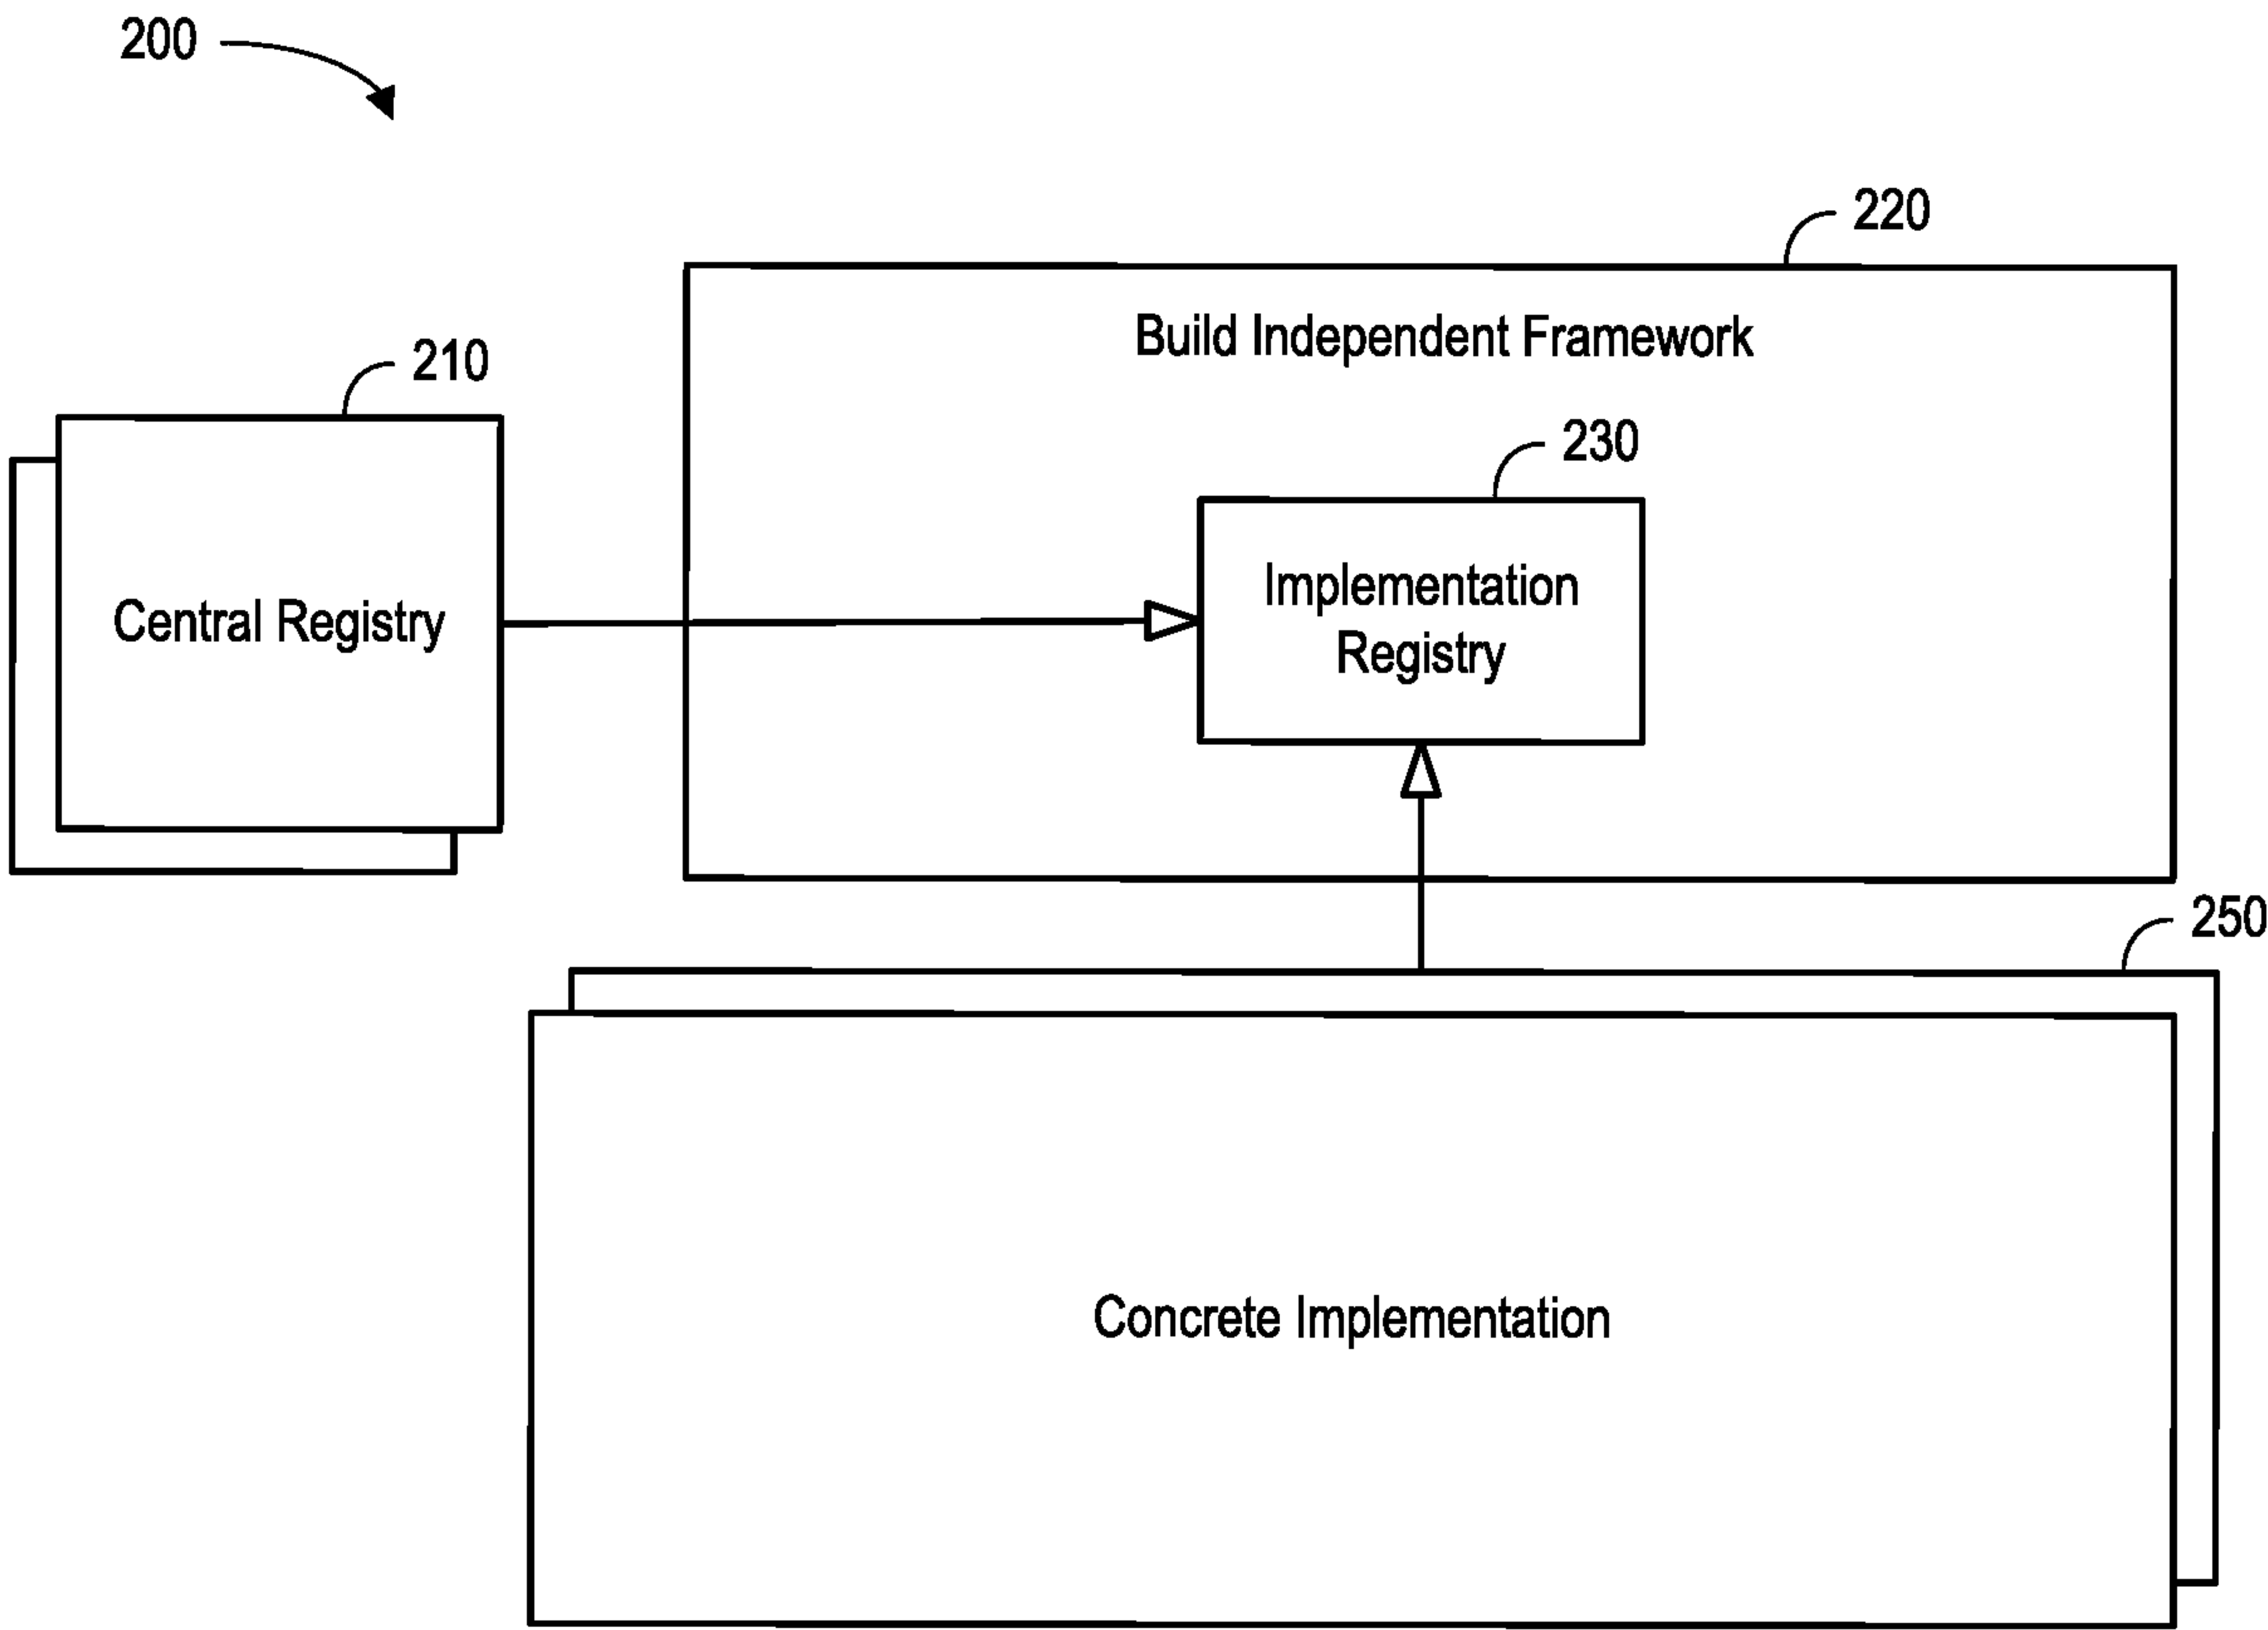 200
220
Build Independent Framework
210
230
Implementation
Registry
Central Registry
250
Concrete Implementation